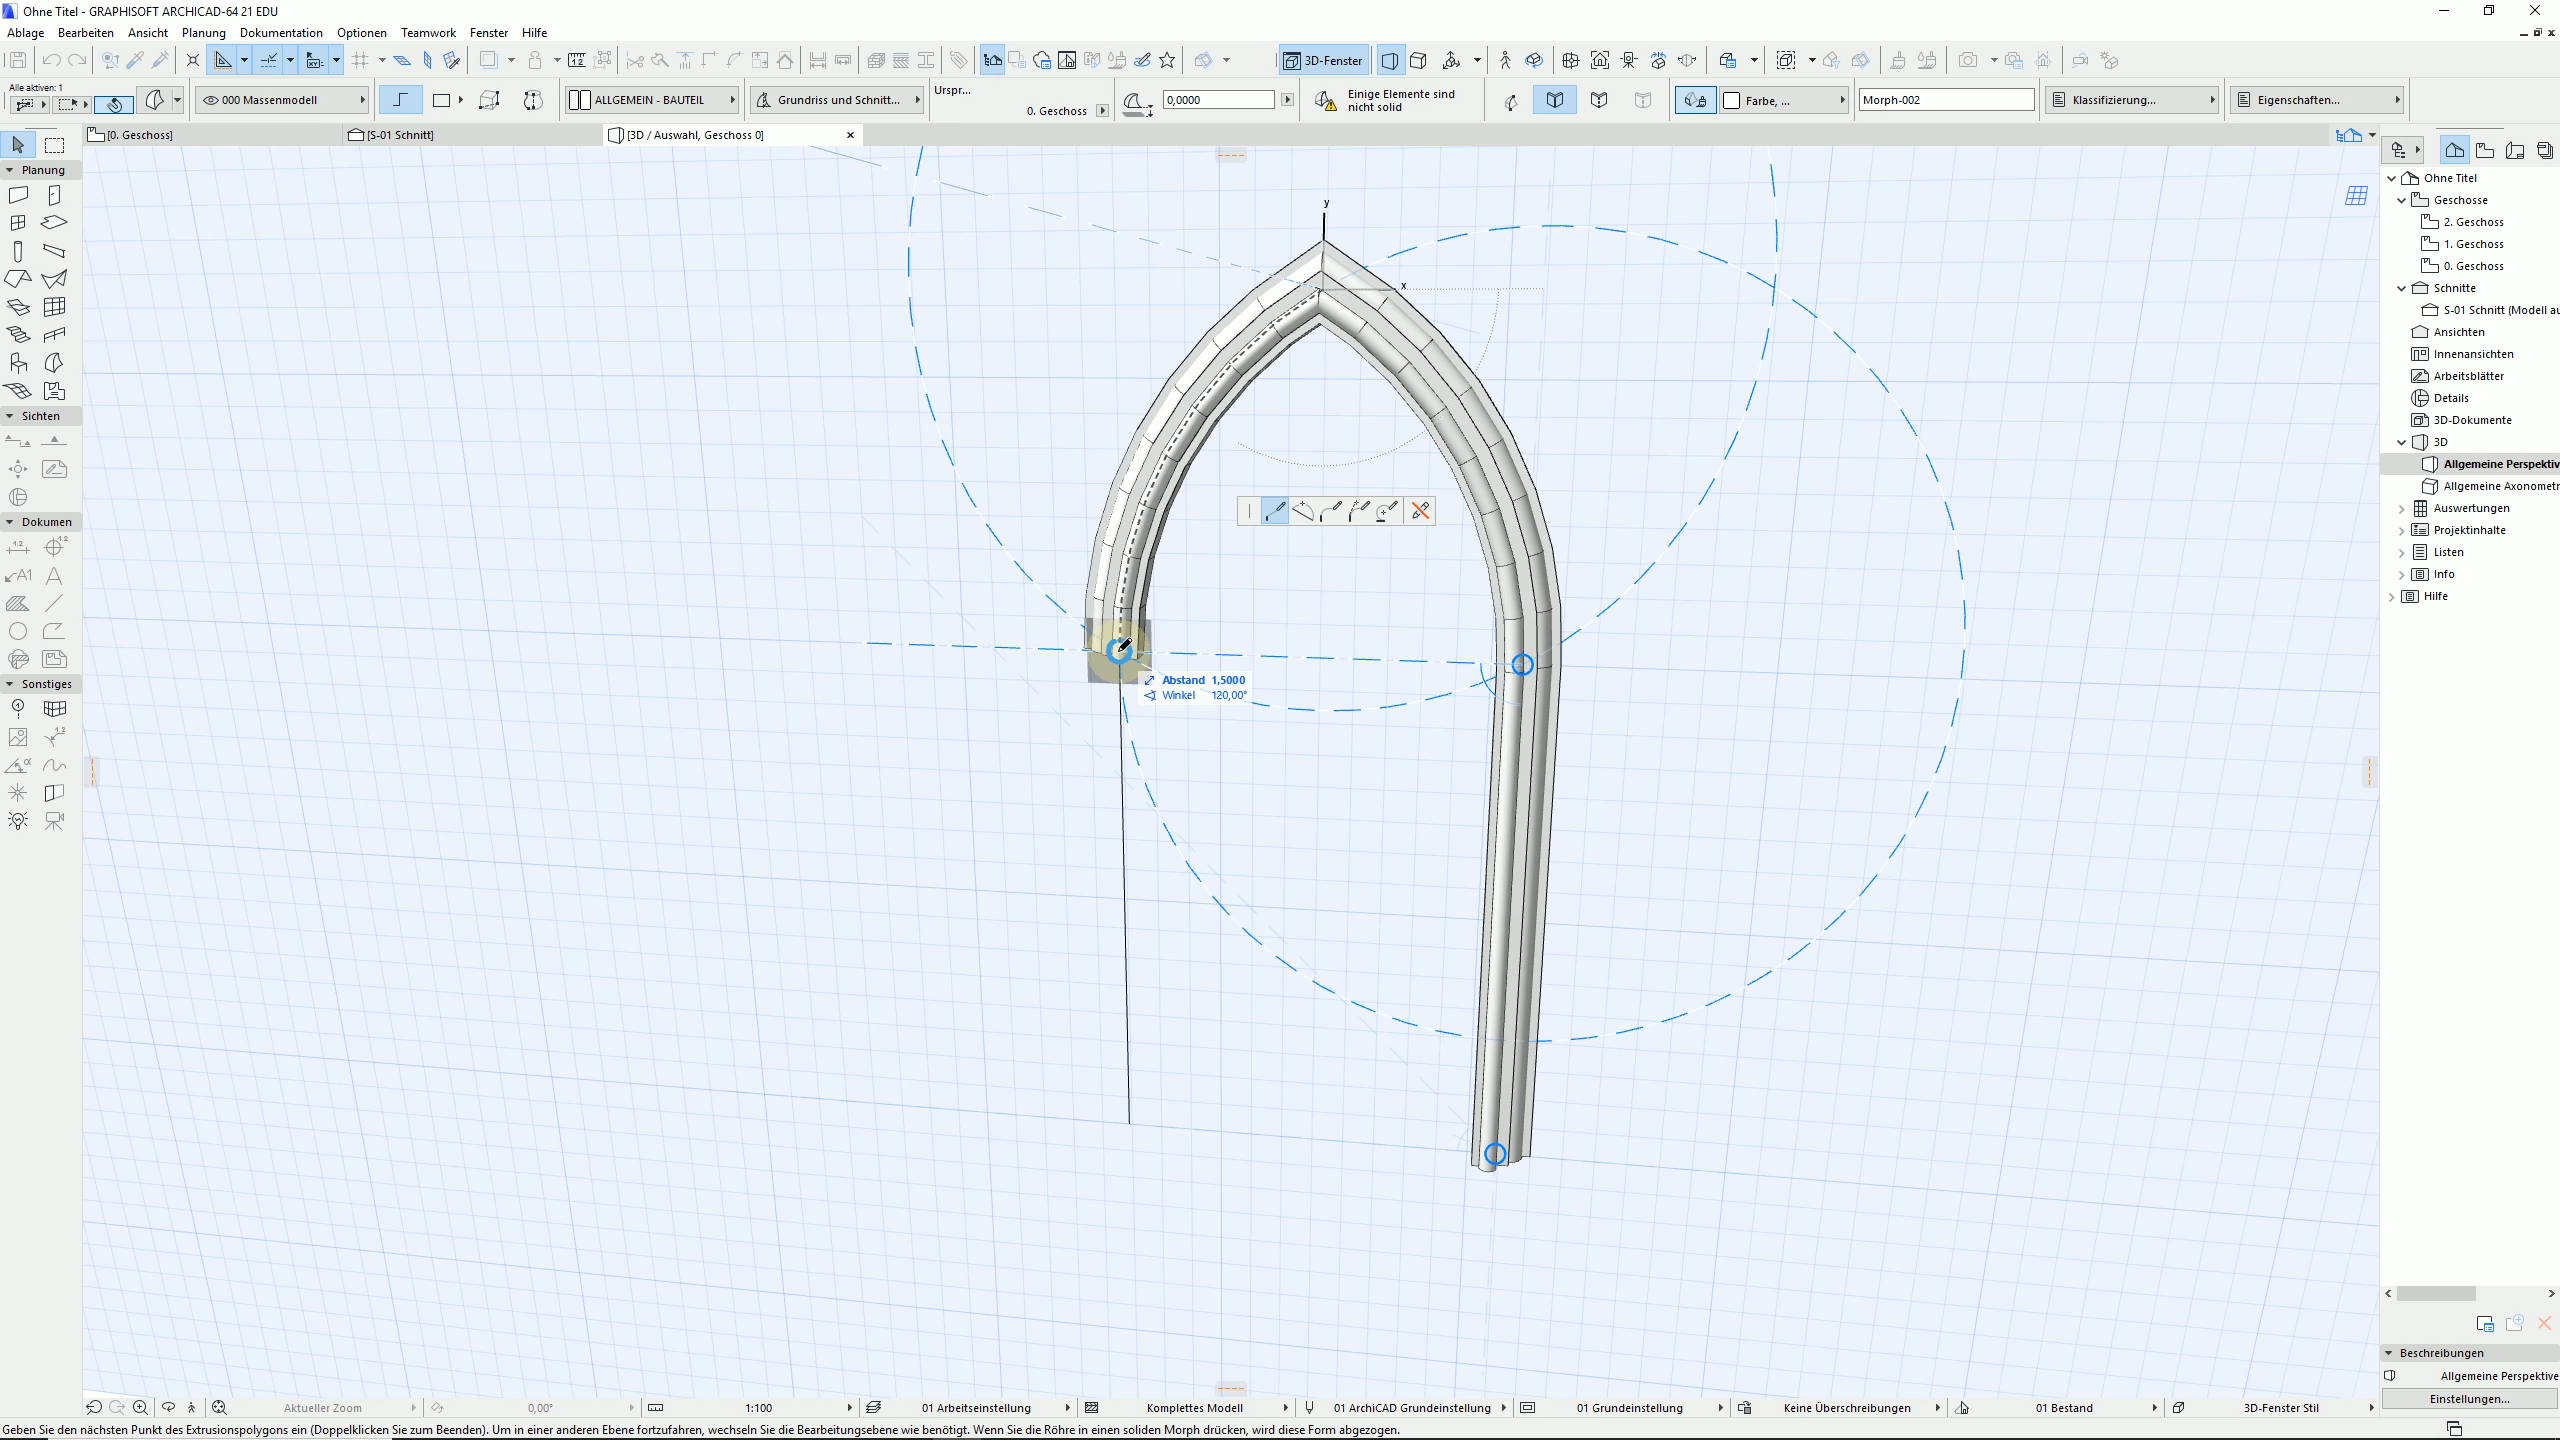 Ohne Titel - GRAPHISOFT ARCHICAD-64 21 EDU
Ablage Bearbeiten Ansicht Planung Dokumentation Optionen Teamwork Fenster Hilfe
3D-Fenster
Alle aktiven: 1
000 Massenmodell
ALLGEMEIN - BAUTEIL
Grundriss und Schnitt...
Urspr...
0. Geschoss
0,0000
Einige Elemente sind
nicht solid
Farbe, ...
Morph-002
Klassifizierung...
Eigenschaften...
[0. Geschoss]
[S-01 Schnitt]
[3D / Auswahl, Geschoss 0]
Planung
Sichten
Dokumen
Sonstiges
y
x
Abstand 1,5000
Winkel 120,00°
Ohne Titel
Geschosse
2. Geschoss
1. Geschoss
0. Geschoss
Schnitte
S-01 Schnitt (Modell au
Ansichten
Innenansichten
Arbeitsblätter
Details
3D-Dokumente
3D
Allgemeine Perspektiv
Allgemeine Axonometr
Auswertungen
Projektinhalte
Listen
Info
Hilfe
Beschreibungen
Allgemeine Perspektive
Einstellungen...
Aktueller Zoom
0,00°
1:100
01 Arbeitseinstellung
Komplettes Modell
01 ArchiCAD Grundeinstellung
01 Grundeinstellung
Keine Überschreibungen
01 Bestand
3D-Fenster Stil
Geben Sie den nächsten Punkt des Extrusionspolygons ein (Doppelklicken Sie zum Beenden). Um in einer anderen Ebene fortzufahren, wechseln Sie die Bearbeitungsebene wie benötigt. Wenn Sie die Röhre in einen soliden Morph drücken, wird diese Form abgezogen.